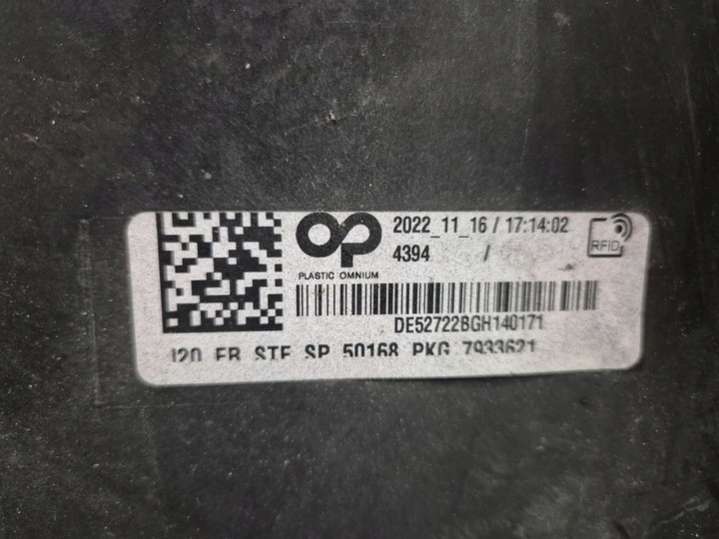 2022_11_16 / 17:14:02
RFID
4394 /
PLASTIC OMNIUM
DE52722BGH140171
I20 FB STF SP 50168 PKG 7933621